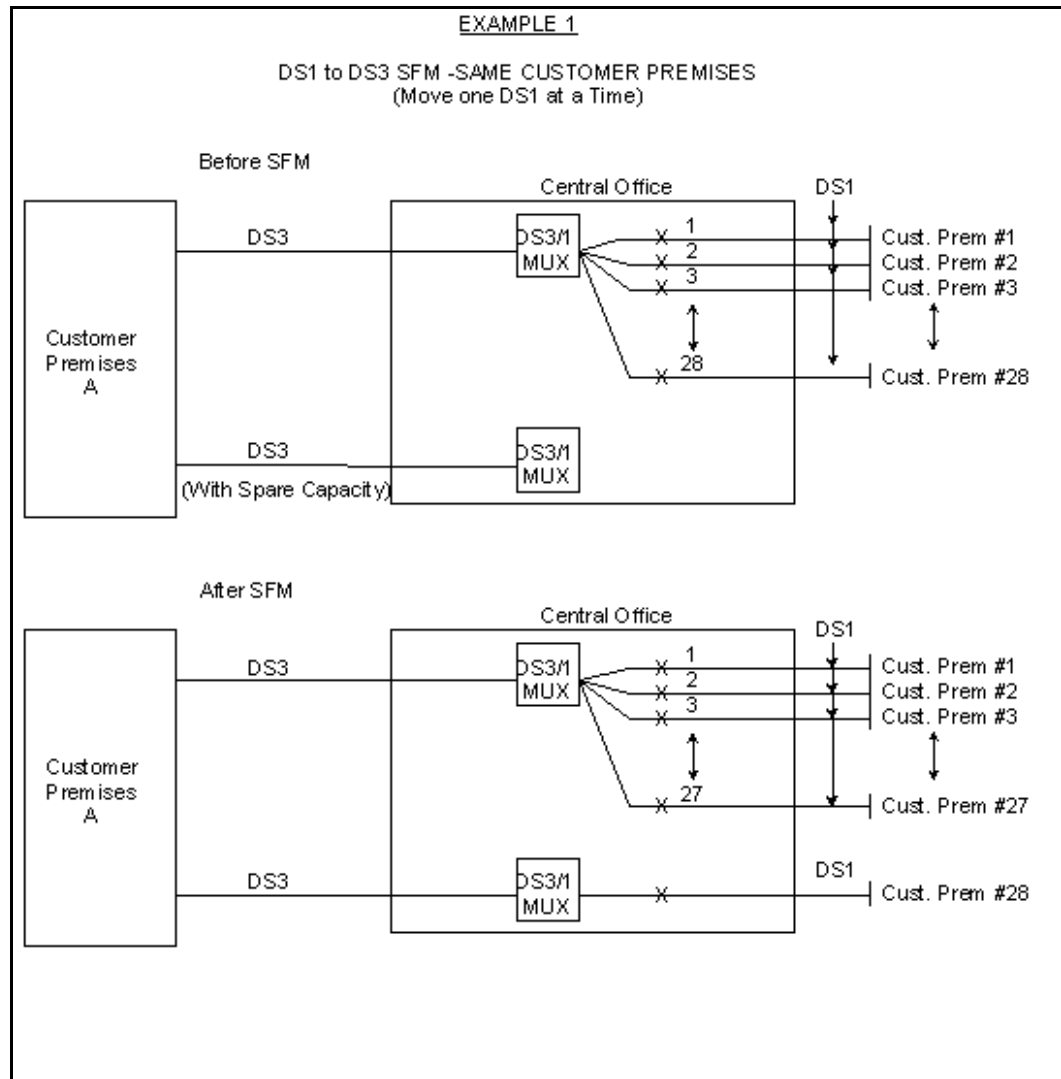 EXAMPLE 1
DS1 to DS3 SFM -SAME CUSTOMER PREMISES
(Move one DS1 at a Time)
Before SFM
Central Office
DS1
Customer
Premises
A
DS3
DS3/1
MUX
1
2
3
28
Cust. Prem #1
Cust. Prem #2
Cust. Prem #3
Cust. Prem #28
DS3
(With Spare Capacity)
DS3/1
MUX
After SFM
Central Office
DS1
Customer
Premises
A
DS3
DS3/1
MUX
1
2
3
27
Cust. Prem #1
Cust. Prem #2
Cust. Prem #3
Cust. Prem #27
DS3
DS3/1
MUX
DS1
Cust. Prem #28